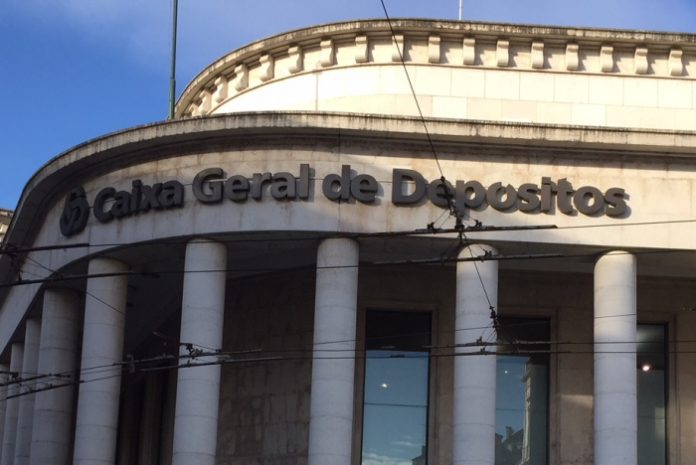 Caixa Geral de Depositos